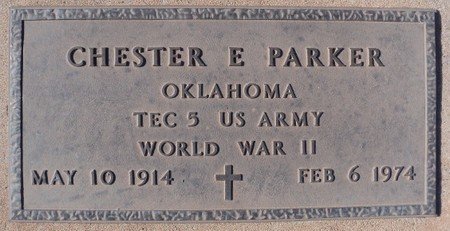 CHESTER E PARKER
OKLAHOMA
TEC 5 US ARMY
WORLD WAR II
MAY 10 1914 FEB 6 1974